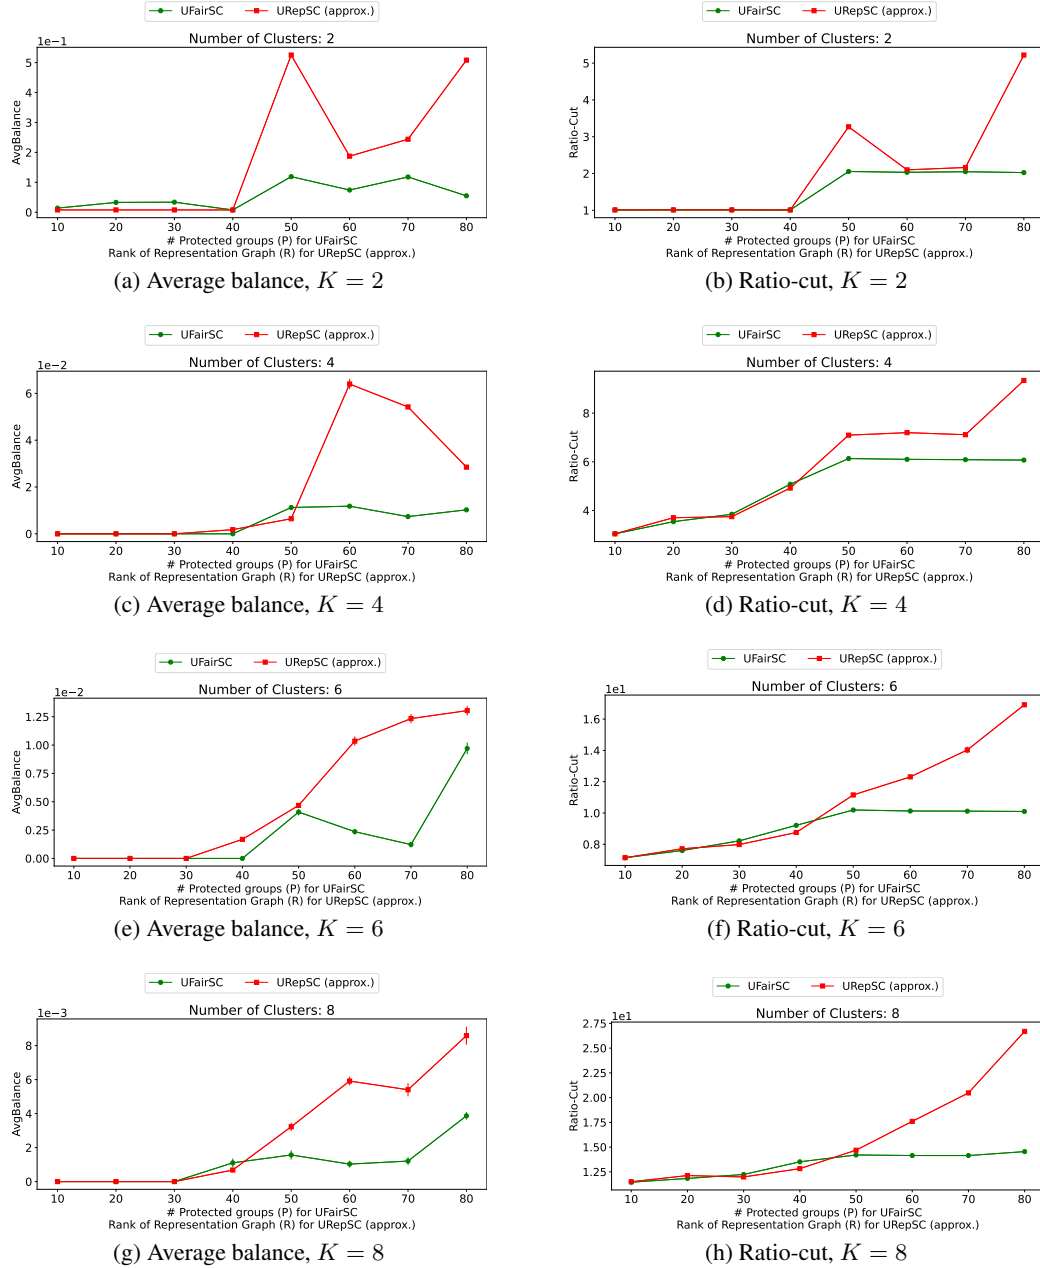 UFairSC URepSC (approx.)
1e−1
Number of Clusters: 2
AvgBalance
5
4
3
2
1
0
10 20 30 40 50 60 70 80
# Protected groups (P) for UFairSC
Rank of Representation Graph (R) for URepSC (approx.)
(a) Average balance, K = 2
UFairSC URepSC (approx.)
Number of Clusters: 2
Ratio-Cut
5
4
3
2
1
10 20 30 40 50 60 70 80
# Protected groups (P) for UFairSC
Rank of Representation Graph (R) for URepSC (approx.)
(b) Ratio-cut, K = 2
UFairSC URepSC (approx.)
1e−2
Number of Clusters: 4
AvgBalance
6
4
2
0
10 20 30 40 50 60 70 80
# Protected groups (P) for UFairSC
Rank of Representation Graph (R) for URepSC (approx.)
(c) Average balance, K = 4
UFairSC URepSC (approx.)
Number of Clusters: 4
Ratio-Cut
8
6
4
10 20 30 40 50 60 70 80
# Protected groups (P) for UFairSC
Rank of Representation Graph (R) for URepSC (approx.)
(d) Ratio-cut, K = 4
UFairSC URepSC (approx.)
1e−2
Number of Clusters: 6
AvgBalance
1.25
1.00
0.75
0.50
0.25
0.00
10 20 30 40 50 60 70 80
# Protected groups (P) for UFairSC
Rank of Representation Graph (R) for URepSC (approx.)
(e) Average balance, K = 6
UFairSC URepSC (approx.)
1e1
Number of Clusters: 6
Ratio-Cut
1.6
1.4
1.2
1.0
0.8
10 20 30 40 50 60 70 80
# Protected groups (P) for UFairSC
Rank of Representation Graph (R) for URepSC (approx.)
(f) Ratio-cut, K = 6
UFairSC URepSC (approx.)
1e−3
Number of Clusters: 8
AvgBalance
8
6
4
2
0
10 20 30 40 50 60 70 80
# Protected groups (P) for UFairSC
Rank of Representation Graph (R) for URepSC (approx.)
(g) Average balance, K = 8
UFairSC URepSC (approx.)
1e1
Number of Clusters: 8
Ratio-Cut
2.75
2.50
2.25
2.00
1.75
1.50
1.25
10 20 30 40 50 60 70 80
# Protected groups (P) for UFairSC
Rank of Representation Graph (R) for URepSC (approx.)
(h) Ratio-cut, K = 8